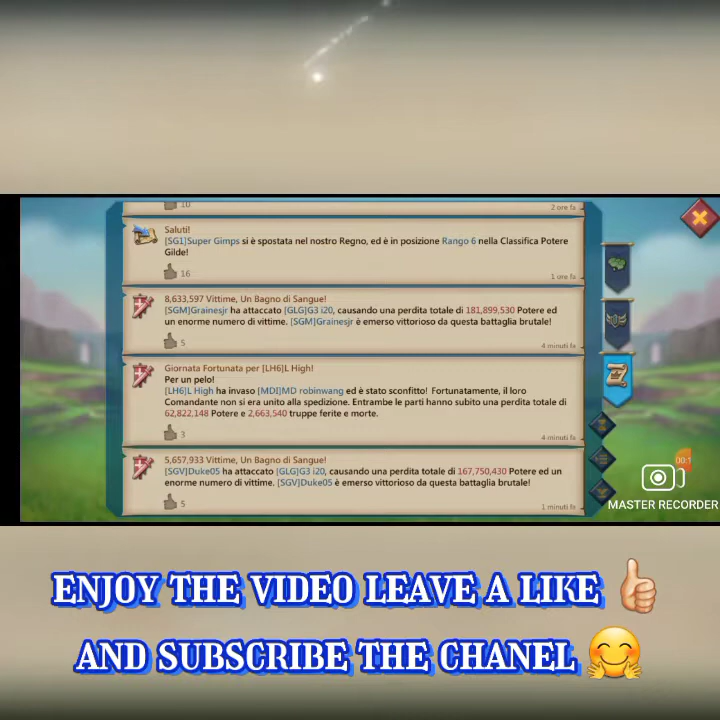 10
2 ore fa
Saluti!
[SG1]Super Gimps si è spostata nel nostro Regno, ed è in posizione Rango 6 nella Classifica Potere
Gilde!
16
1 ore fa
8,633,597 Vittime, Un Bagno di Sangue!
[SGM]Grainesjr ha attaccato [GLG]G3 i20, causando una perdita totale di 181,899,530 Potere ed
un enorme numero di vittime. [SGM]Grainesjr è emerso vittorioso da questa battaglia brutale!
5
4 minuti fa
Giornata Fortunata per [LH6]L High!
Per un pelo!
[LH6]L High ha invaso [MDI]MD robinwang ed è stato sconfitto! Fortunatamente, il loro
Comandante non si era unito alla spedizione. Entrambe le parti hanno subito una perdita totale di
62,822,148 Potere e 2,663,540 truppe ferite e morte.
3
4 minuti fa
5,657,933 Vittime, Un Bagno di Sangue!
[SGV]Duke05 ha attaccato [GLG]G3 i20, causando una perdita totale di 167,750,430 Potere ed un
enorme numero di vittime. [SGV]Duke05 è emerso vittorioso da questa battaglia brutale!
5
1 minuti fa
MASTER RECORDER
ENJOY THE VIDEO LEAVE A LIKE 👍
AND SUBSCRIBE THE CHANEL 🤗